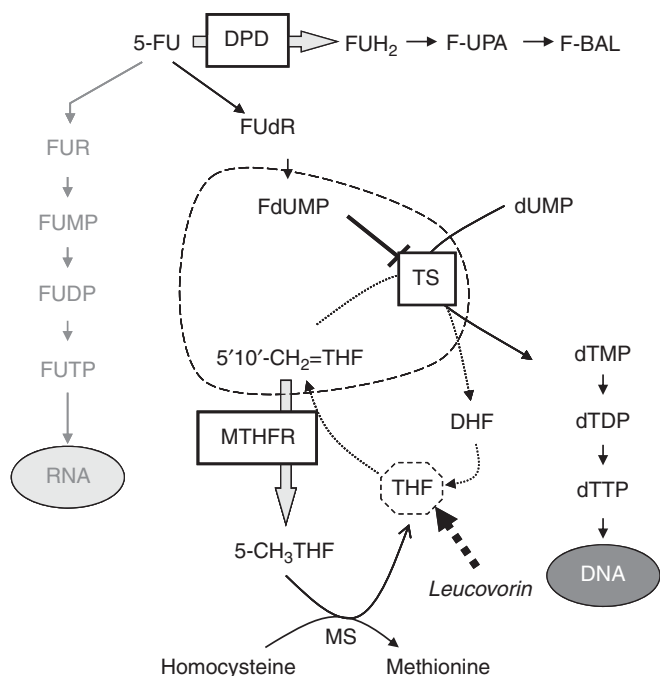 5-FU DPD FUH₂ F-UPA F-BAL
FUdR
FUR
FdUMP dUMP
FUMP
TS
FUDP
5′10′-CH₂=THF dTMP
FUTP
DHF dTDP
MTHFR
RNA THF dTTP
5-CH₃THF
Leucovorin DNA
MS
Homocysteine Methionine